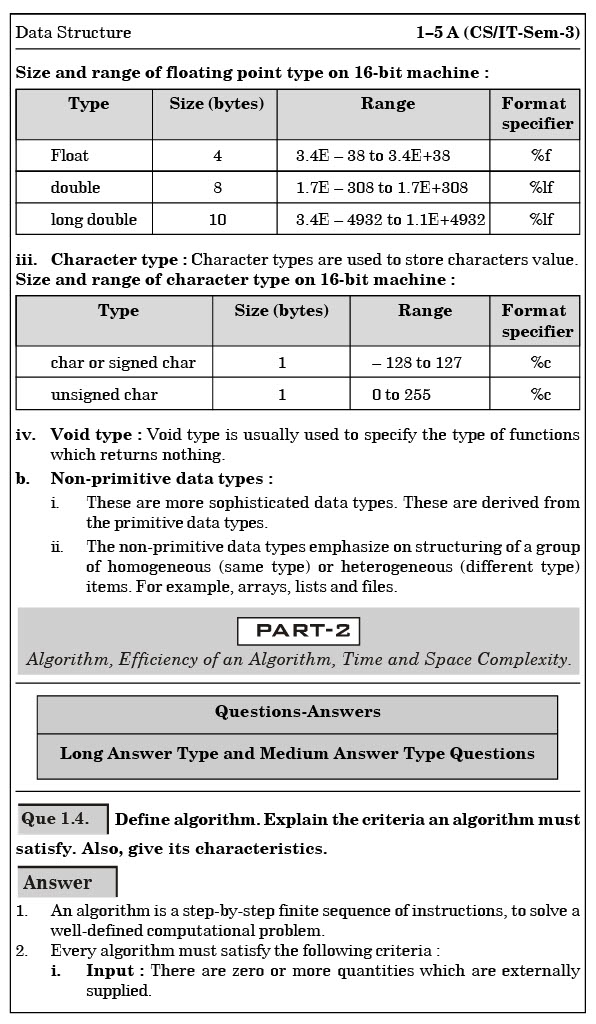 Data Structure 1–5 A (CS/IT-Sem-3)
Size and range of floating point type on 16-bit machine :
Type Size (bytes) Range Format
specifier
Float 4 3.4E – 38 to 3.4E+38 %f
double 8 1.7E – 308 to 1.7E+308 %lf
long double 10 3.4E – 4932 to 1.1E+4932 %lf
iii. Character type : Character types are used to store characters value.
Size and range of character type on 16-bit machine :
Type Size (bytes) Range Format
specifier
char or signed char 1 – 128 to 127 %c
unsigned char 1 0 to 255 %c
iv. Void type : Void type is usually used to specify the type of functions
which returns nothing.
b. Non-primitive data types :
i. These are more sophisticated data types. These are derived from
the primitive data types.
ii. The non-primitive data types emphasize on structuring of a group
of homogeneous (same type) or heterogeneous (different type)
items. For example, arrays, lists and files.
PART-2
Algorithm, Efficiency of an Algorithm, Time and Space Complexity.
Questions-Answers
Long Answer Type and Medium Answer Type Questions
Que 1.4. Define algorithm. Explain the criteria an algorithm must
satisfy. Also, give its characteristics.
Answer
1. An algorithm is a step-by-step finite sequence of instructions, to solve a
well-defined computational problem.
2. Every algorithm must satisfy the following criteria :
i. Input : There are zero or more quantities which are externally
supplied.